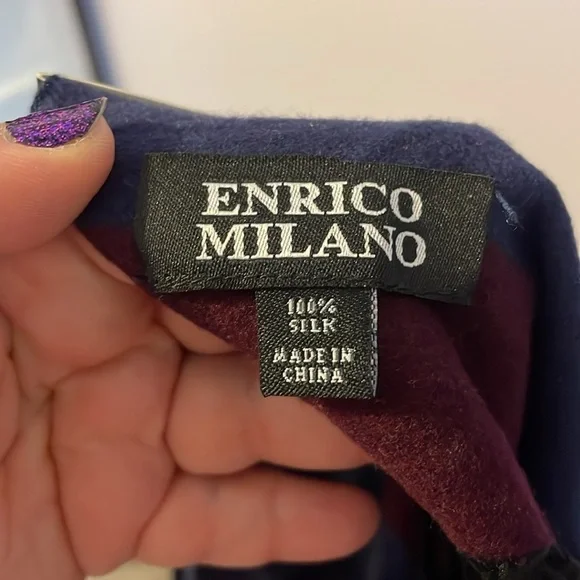 ENRICO
MILANO
100%
SILK
MADE IN
CHINA